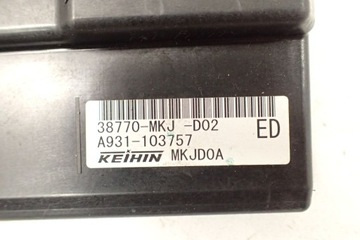 38770-MKJ -D02
ED
A931-103757
KEIHIN MKJD0A